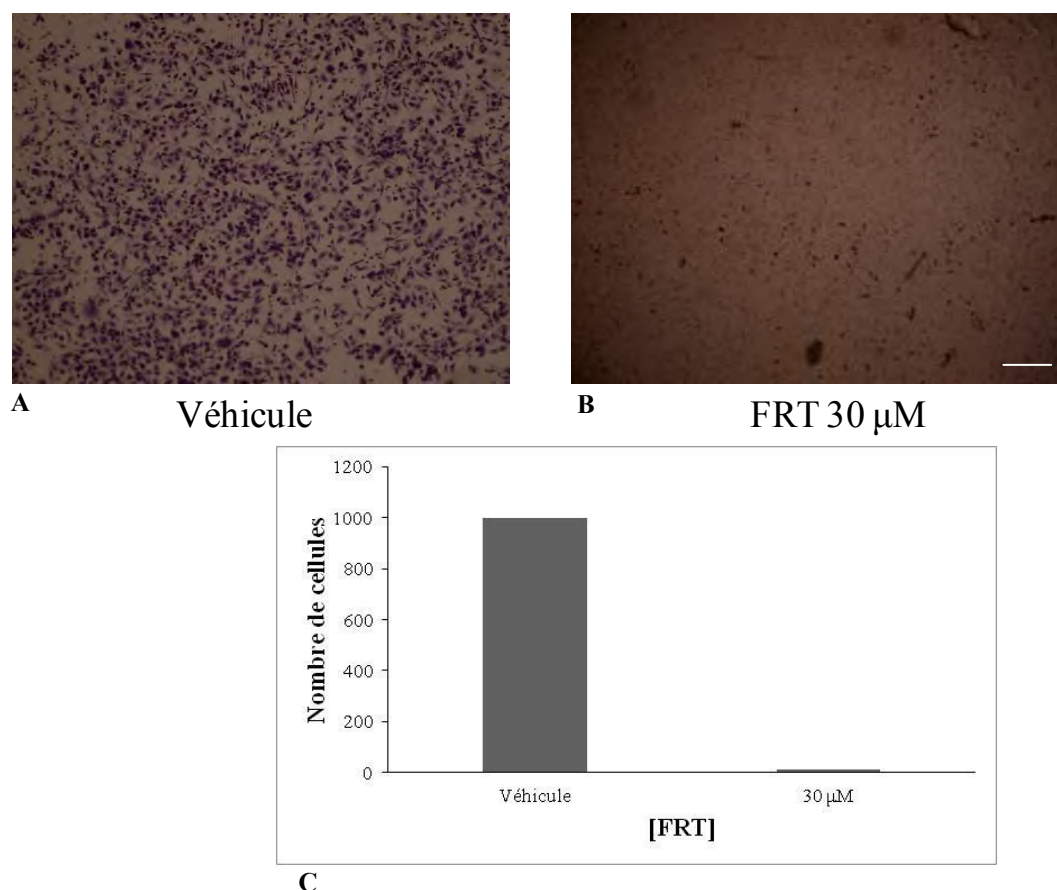 A
Véhicule
B
FRT 30 µM
1200
1000
800
600
400
200
0
Nombre de cellules
Véhicule
30 µM
[FRT]
C